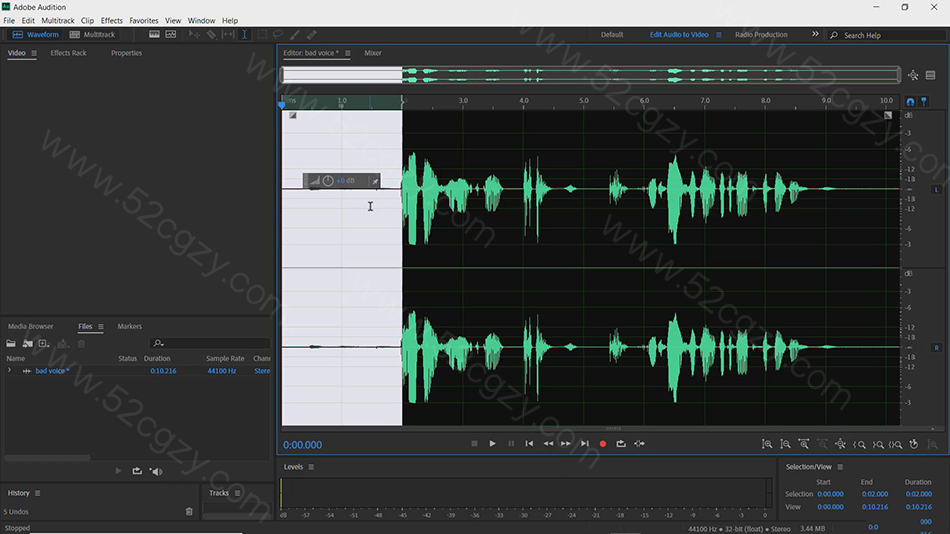 Adobe Audition
File Edit Multitrack Clip Effects Favorites View Window Help
Waveform Multitrack Default Edit Audio to Video Radio Production Search Help
Video Effects Rack Properties
Editor: bad voice * Mixer
1.0 3.0 4.0 5.0 6.0 7.0 8.0 9.0 10.0
dB
-3
-6
-12
+0 dB
L
-12
-6
-3
dB
-3
-6
-12
R
-12
-6
-3
Media Browser Files Markers
Name Status Duration Sample Rate Chann
bad voice * 0:10.216 44100 Hz Stereo
0:00.000
History
5 Undos
Tracks
Levels
dB -57 -54 -51 -48 -45 -42 -39 -36 -33 -30 -27 -24 -21 -18 -15 -12 -9 -6 -3 0
Selection/View
Start End Duration
Selection 0:00.000 0:02.000 0:02.000
View 0:00.000 0:10.216 0:10.216
Stopped
44100 Hz • 32-bit (float) • Stereo 3.44 MB
www.52cgzy.com